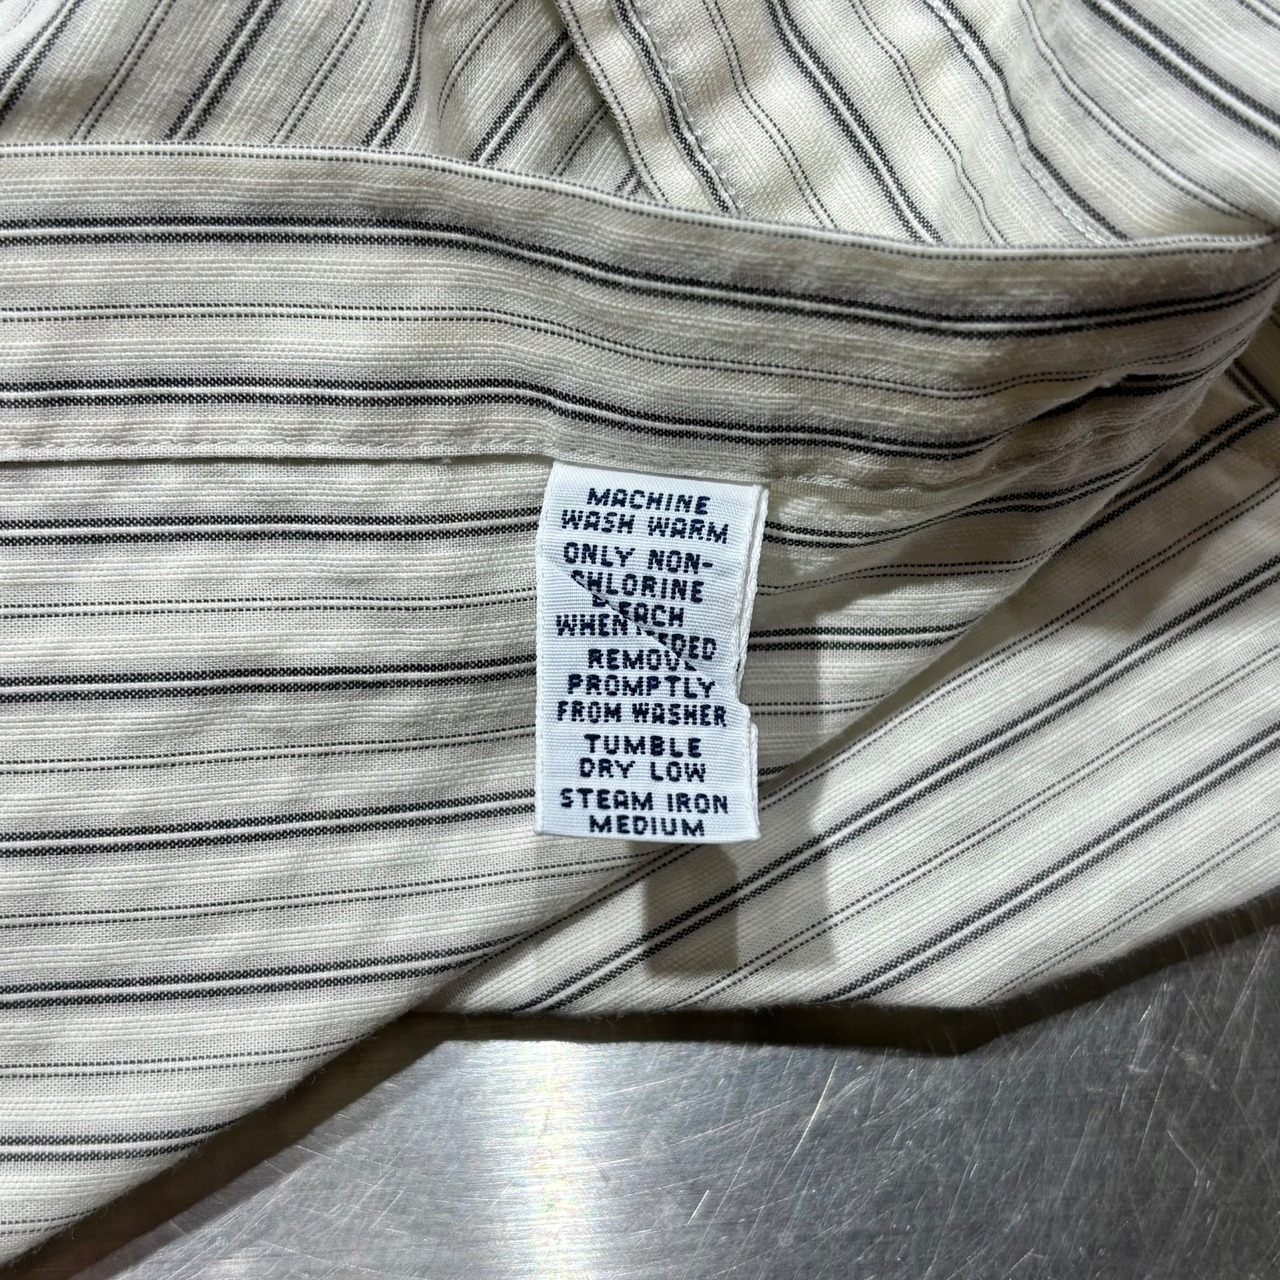 MACHINE
WASH WARM
ONLY NON-
CHLORINE
BLEACH
WHEN NEEDED
REMOVE
PROMPTLY
FROM WASHER
TUMBLE
DRY LOW
STEAM IRON
MEDIUM